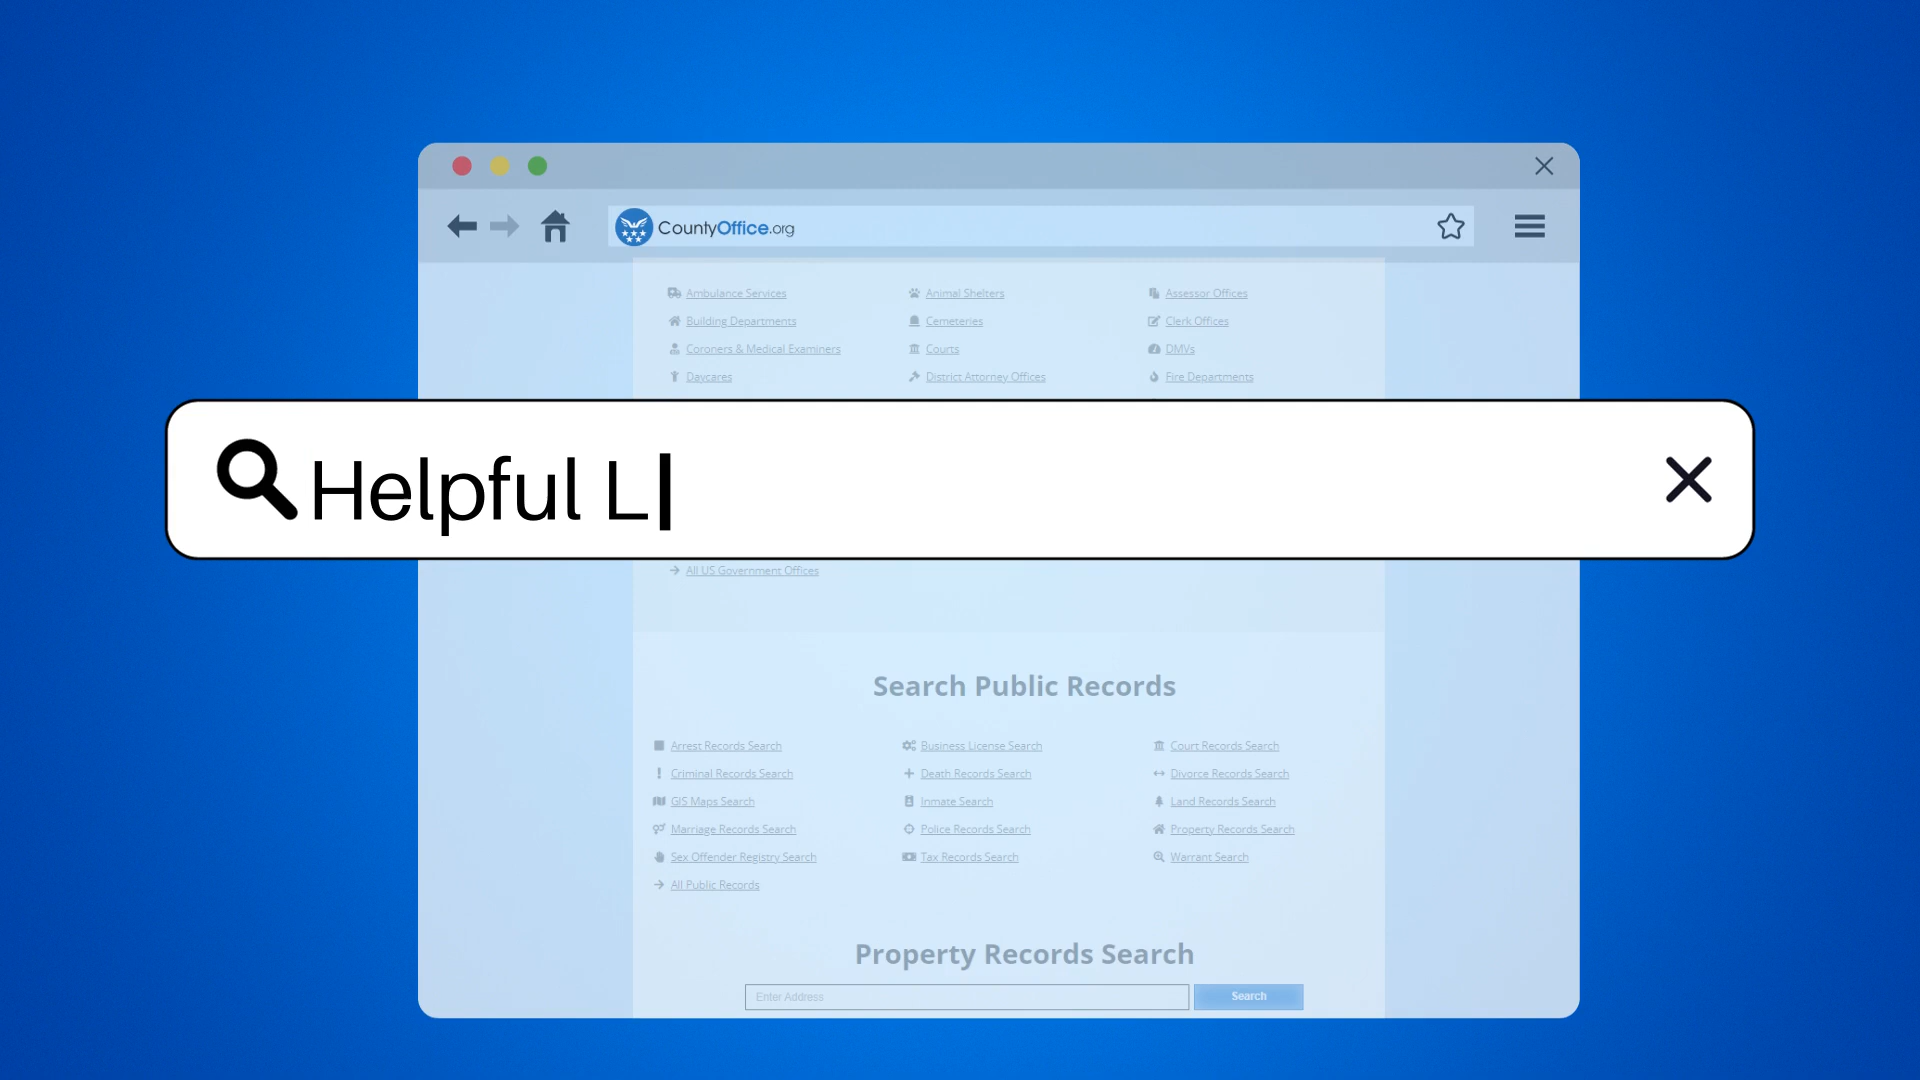 CountyOffice.org
Ambulance Services Animal Shelters Assessor Offices
Building Departments Cemeteries Clerk Offices
Coroners & Medical Examiners Courts DMVs
Daycares District Attorney Offices Fire Departments
Helpful L
All US Government Offices
Search Public Records
Arrest Records Search Business License Search Court Records Search
Criminal Records Search Death Records Search Divorce Records Search
GIS Maps Search Inmate Search Land Records Search
Marriage Records Search Police Records Search Property Records Search
Sex Offender Registry Search Tax Records Search Warrant Search
All Public Records
Property Records Search
Enter Address Search